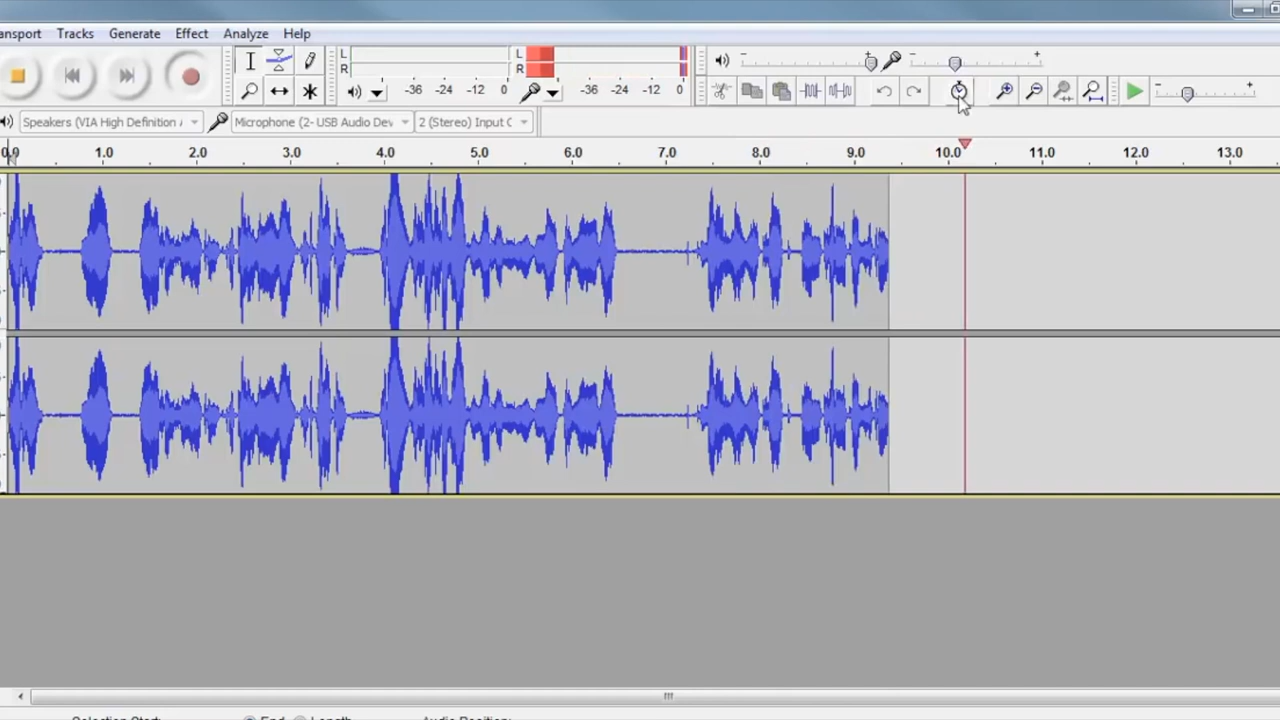 ansport Tracks Generate Effect Analyze Help
L
R
-36 -24 -12 0
L
R
-36 -24 -12 0
Speakers (VIA High Definition A
Microphone (2- USB Audio Dev
2 (Stereo) Input C
0.0 1.0 2.0 3.0 4.0 5.0 6.0 7.0 8.0 9.0 10.0 11.0 12.0 13.0
Selection Start: End Length Audio Position: